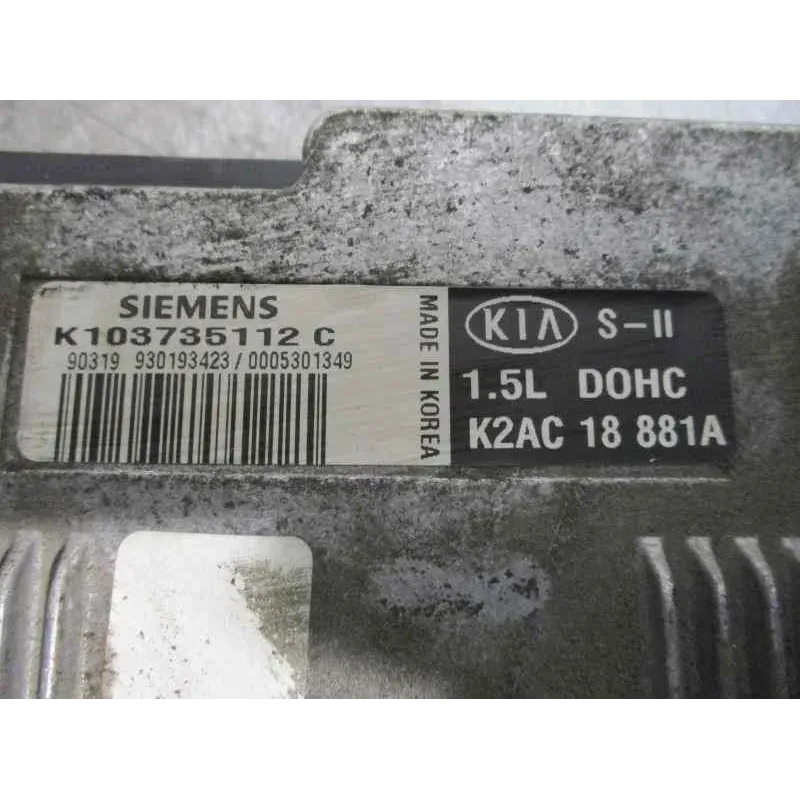 SIEMENS
K103735112 C
90319 930193423/0005301349
MADE IN KOREA
KIA S-II
1.5L DOHC
K2AC 18 881A